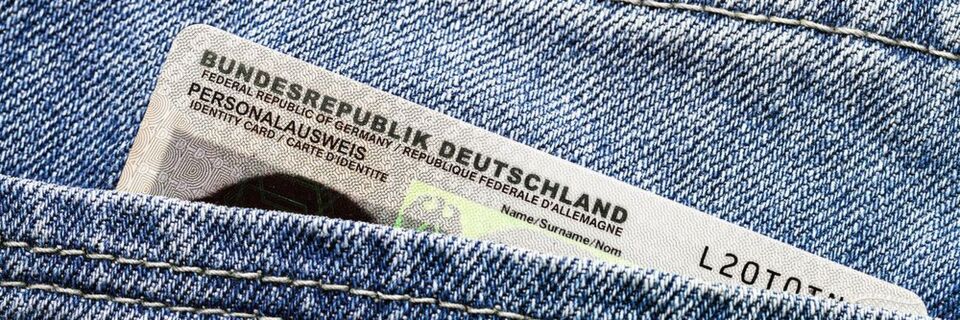 BUNDESREPUBLIK DEUTSCHLAND
FEDERAL REPUBLIC OF GERMANY / REPUBLIQUE FEDERALE D'ALLEMAGNE
PERSONALAUSWEIS
IDENTITY CARD / CARTE D'IDENTITE
Name/Surname/Nom